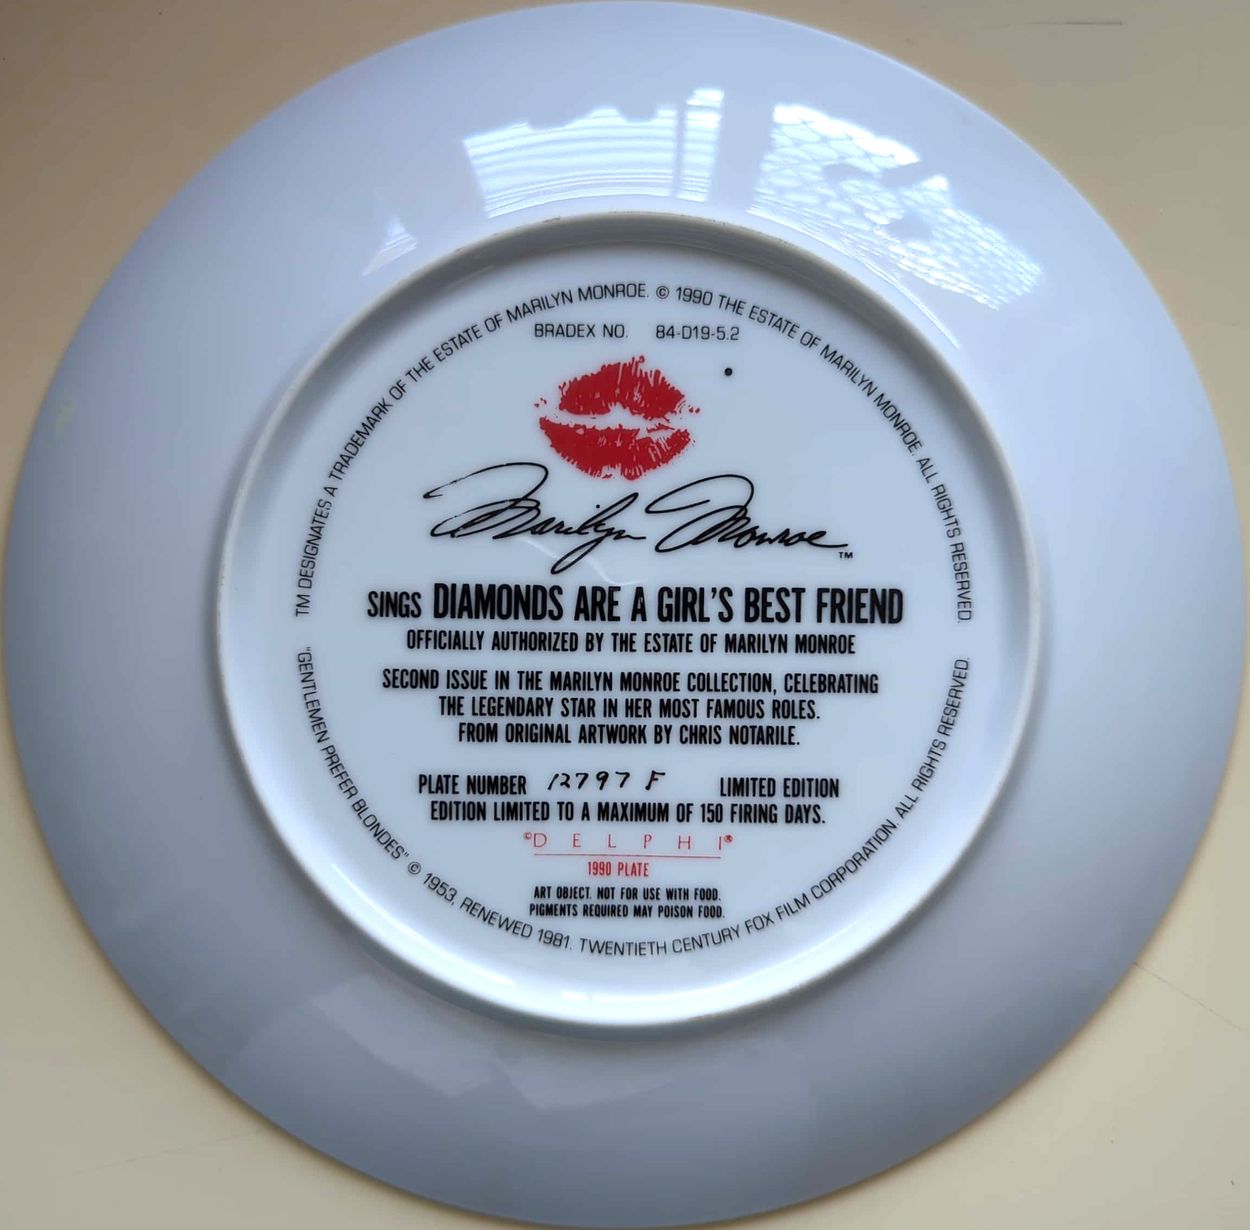 TM DESIGNATES A TRADEMARK OF THE ESTATE OF MARILYN MONROE. © 1990 THE ESTATE OF MARILYN MONROE. ALL RIGHTS RESERVED.
BRADEX NO. 84-D19-5.2
Marilyn Monroe ™
SINGS DIAMONDS ARE A GIRL'S BEST FRIEND
OFFICIALLY AUTHORIZED BY THE ESTATE OF MARILYN MONROE
SECOND ISSUE IN THE MARILYN MONROE COLLECTION, CELEBRATING
THE LEGENDARY STAR IN HER MOST FAMOUS ROLES.
FROM ORIGINAL ARTWORK BY CHRIS NOTARILE.
PLATE NUMBER 12797 F LIMITED EDITION
EDITION LIMITED TO A MAXIMUM OF 150 FIRING DAYS.
©DELPHI®
1990 PLATE
ART OBJECT. NOT FOR USE WITH FOOD.
PIGMENTS REQUIRED MAY POISON FOOD.
"GENTLEMEN PREFER BLONDES" © 1953, RENEWED 1981. TWENTIETH CENTURY FOX FILM CORPORATION. ALL RIGHTS RESERVED.